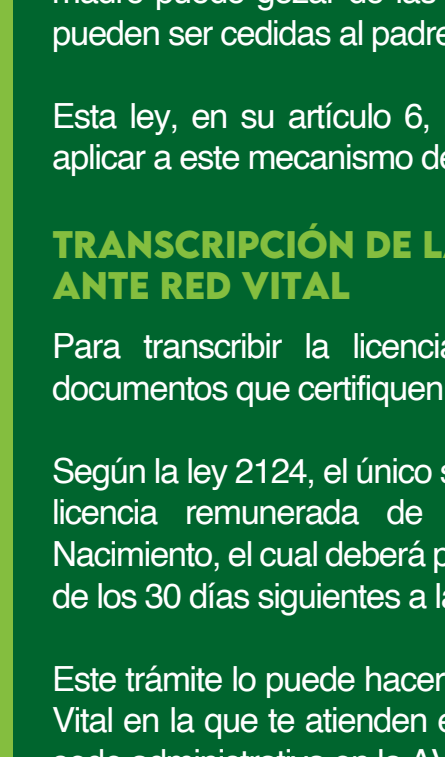 pueden ser cedidas al padre
Esta ley, en su artículo 6,
aplicar a este mecanismo de
TRANSCRIPCIÓN DE LA
ANTE RED VITAL
Para transcribir la licencia
documentos que certifiquen
Según la ley 2124, el único
licencia remunerada de
Nacimiento, el cual deberá
de los 30 días siguientes a la
Este trámite lo puede hacer
Vital en la que te atienden